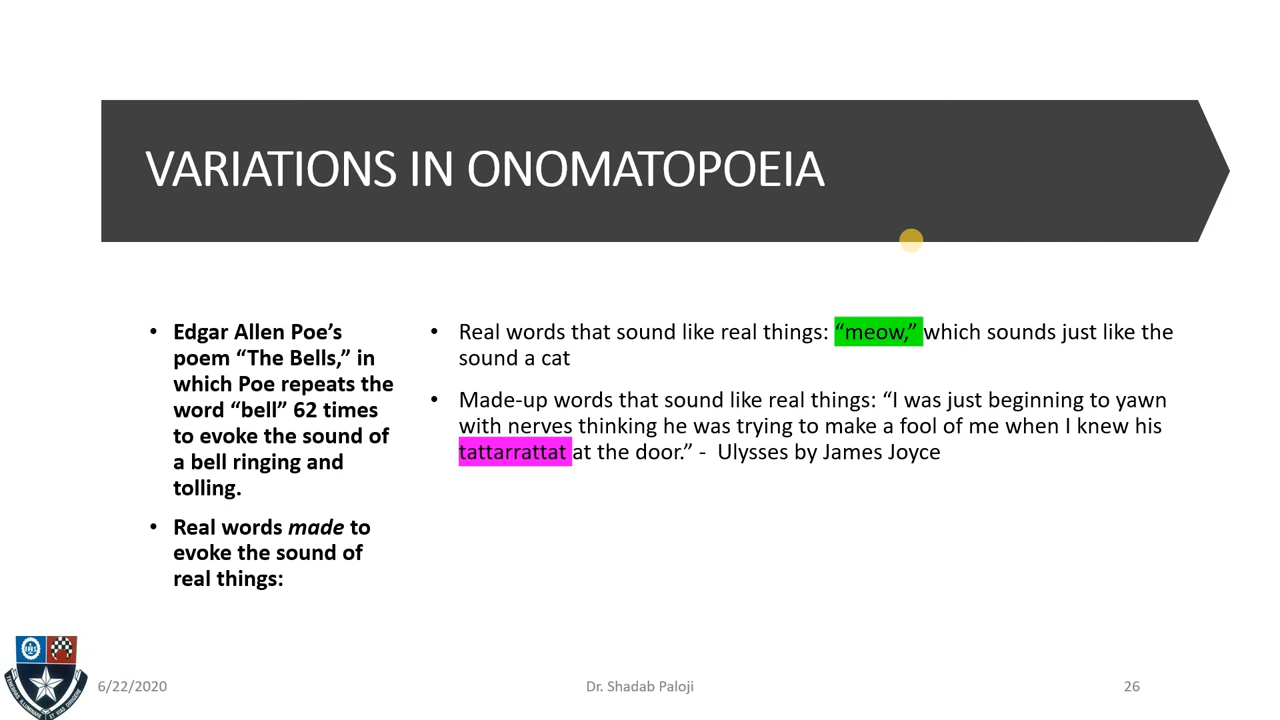 VARIATIONS IN ONOMATOPOEIA
• Edgar Allen Poe’s
poem “The Bells,” in
which Poe repeats the
word “bell” 62 times
to evoke the sound of
a bell ringing and
tolling.
• Real words made to
evoke the sound of
real things:
• Real words that sound like real things: “meow,” which sounds just like the
sound a cat
• Made-up words that sound like real things: “I was just beginning to yawn
with nerves thinking he was trying to make a fool of me when I knew his
tattarrattat at the door.” - Ulysses by James Joyce
6/22/2020
Dr. Shadab Paloji
26